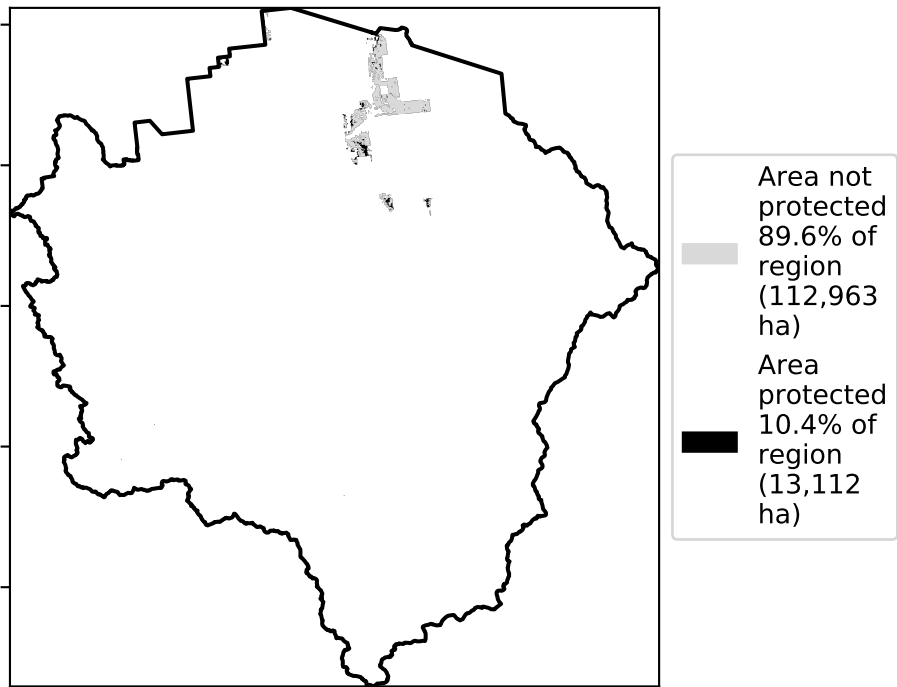 Area not
protected
89.6% of
region
(112,963
ha)
Area
protected
10.4% of
region
(13,112
ha)